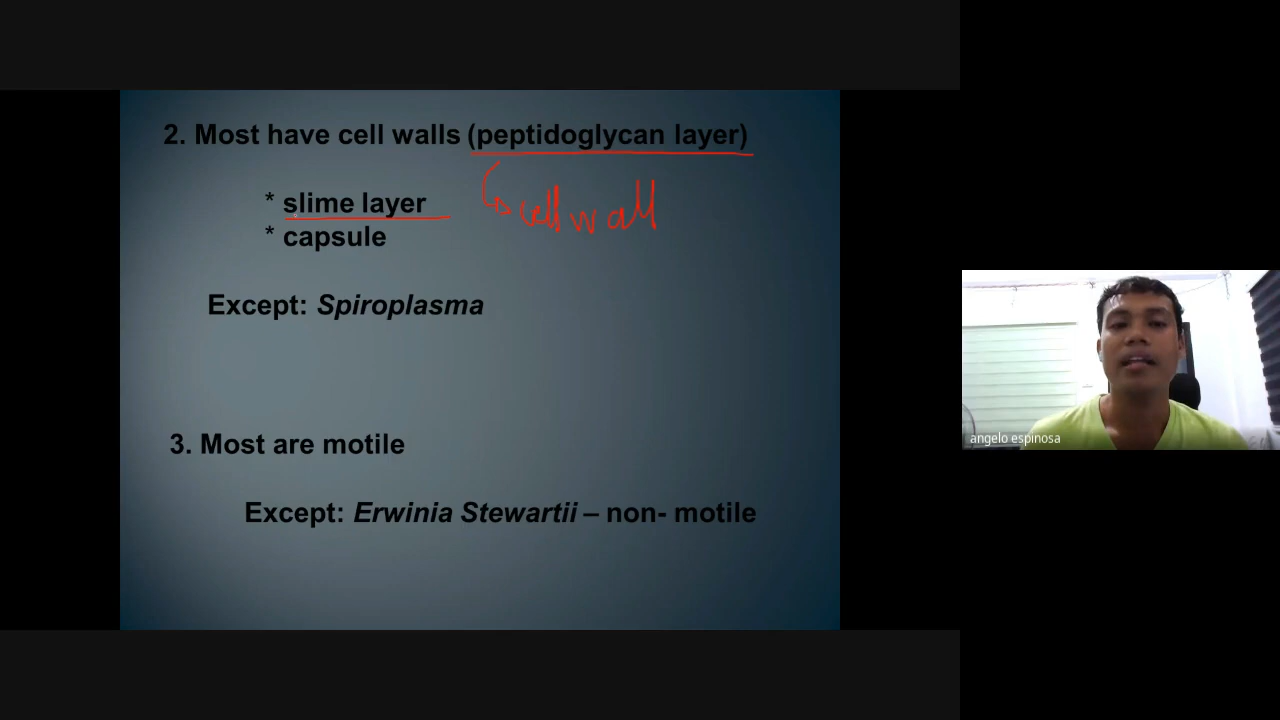 2. Most have cell walls (peptidoglycan layer)
* slime layer
cell wall
* capsule
Except: Spiroplasma
3. Most are motile
Except: Erwinia Stewartii – non- motile
angelo espinosa